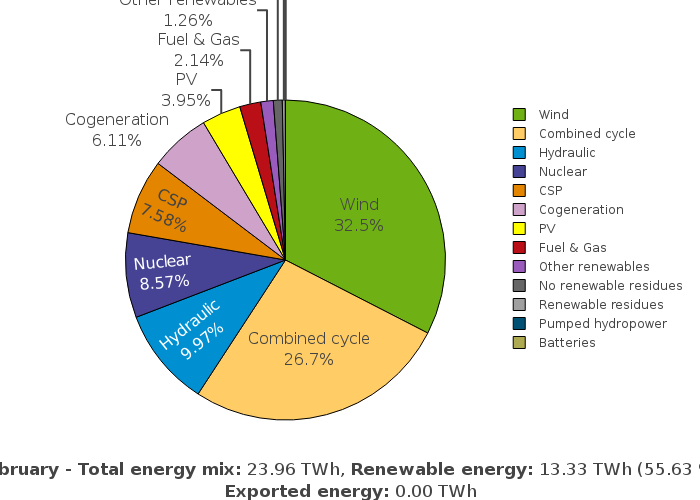 Other renewables
1.26%
Fuel & Gas
2.14%
PV
3.95%
Cogeneration
6.11%
CSP
7.58%
Nuclear
8.57%
Hydraulic
9.97%
Combined cycle
26.7%
Wind
32.5%
Wind
Combined cycle
Hydraulic
Nuclear
CSP
Cogeneration
PV
Fuel & Gas
Other renewables
No renewable residues
Renewable residues
Pumped hydropower
Batteries
bruary - Total energy mix: 23.96 TWh, Renewable energy: 13.33 TWh (55.63
Exported energy: 0.00 TWh